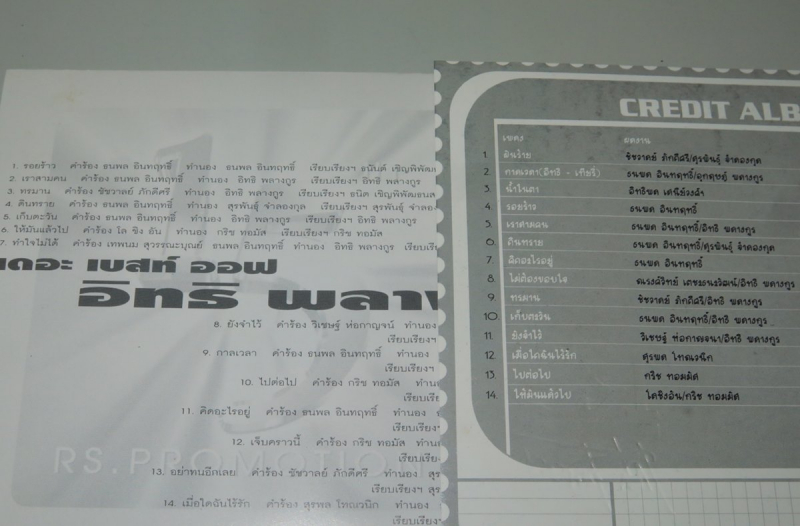 1. รอยร้าว คำร้อง ธนพล อินทฤทธิ์ ทำนอง ธนพล อินทฤทธิ์ เรียบเรียงฯ ธนันต์ เชิญพิพัฒ
2. เราสามคน คำร้อง ธนพล อินทฤทธิ์ ทำนอง อิทธิ พลางกูร เรียบเรียงฯ อิทธิ พลางกูร
3. ทรมาน คำร้อง ชัชวาลย์ ภักดีศรี ทำนอง อิทธิ พลางกูร เรียบเรียงฯ ธนิต เชิญพิพัฒนส
4. ดินทราย คำร้อง ธนพล อินทฤทธิ์ ทำนอง สุรพันธุ์ จำลองกูล เรียบเรียงฯ สุรพันธุ์ จำลอ
5. เก็บตะวัน คำร้อง ธนพล อินทฤทธิ์ ทำนอง อิทธิ พลางกูร เรียบเรียงฯ อิทธิ พลางกูร
6. ให้มันแล้วไป คำร้อง โล ชิง อัน ทำนอง กริช ทอมัส เรียบเรียงฯ กริช ทอมัส
7. ทำใจไม่ได้ คำร้อง เทพนม สุวรรณะบุณย์ ธนพล อินทฤทธิ์ ทำนอง อิทธิ พลางกูร เรียบเรี
เดอะ เบสท์ ออฟ
อิทธิ พลาง
8. ยังจำไว้ คำร้อง วิเชษฐ์ ห่อกาญจน์ ทำนอง
เรียบเรียงฯ
9. กาลเวลา คำร้อง ธนพล อินทฤทธิ์ ทำนอง
เรียบเรียงฯ
10. ไปต่อไป คำร้อง กริช ทอมัส ทำน
เรียบเรีย
11. คิดอะไรอยู่ คำร้อง ธนพล อินทฤทธิ์ ทำนอง ธ
เรียบเรียง
12. เจ็บคราวนี้ คำร้อง กริช ทอมัส ทำนอ
เรียบเรียงฯ
RS.PROMOTIO
13. อย่าทนอีกเลย คำร้อง ชัชวาลย์ ภักดีศรี ทำนอง สุร
เรียบเรียงฯ สุร
14. เมื่อใดฉันไร้รัก คำร้อง สุรพล โทณวนิก ทำนอง
เรียบเรียงฯ
CREDIT ALB
เพลง ผลงาน
1. ชัชวาลย์ ภักดีศรี/สุรพันธุ์ จำลองกูล
2. กาลเวลา(อิทธิ - เกียรี่)
3. น้ำในตา
4. รอยร้าว ธนพล อินทฤทธิ์
5. เราสามคน ธนพล อินทฤทธิ์/อิทธิ พลางกูร
6. ดินทราย ธนพล อินทฤทธิ์/สุรพันธุ์ จำลองกูล
7. คิดอะไรอยู่ ธนพล อินทฤทธิ์
8. ไม่ต้องขอบใจ
9. ทรมาน ชัชวาลย์ ภักดีศรี/อิทธิ พลางกูร
10. เก็บตะวัน ธนพล อินทฤทธิ์/อิทธิ พลางกูร
11. ยังจำไว้ วิเชษฐ์ ห่อกาญจนา/อิทธิ พลางกูร
12. เมื่อใดฉันไร้รัก สุรพล โทณวนิก
13. ไปต่อไป กริช ทอมมัส
14. ให้มันแล้วไป โลชิงอัน/กริช ทอมมัส